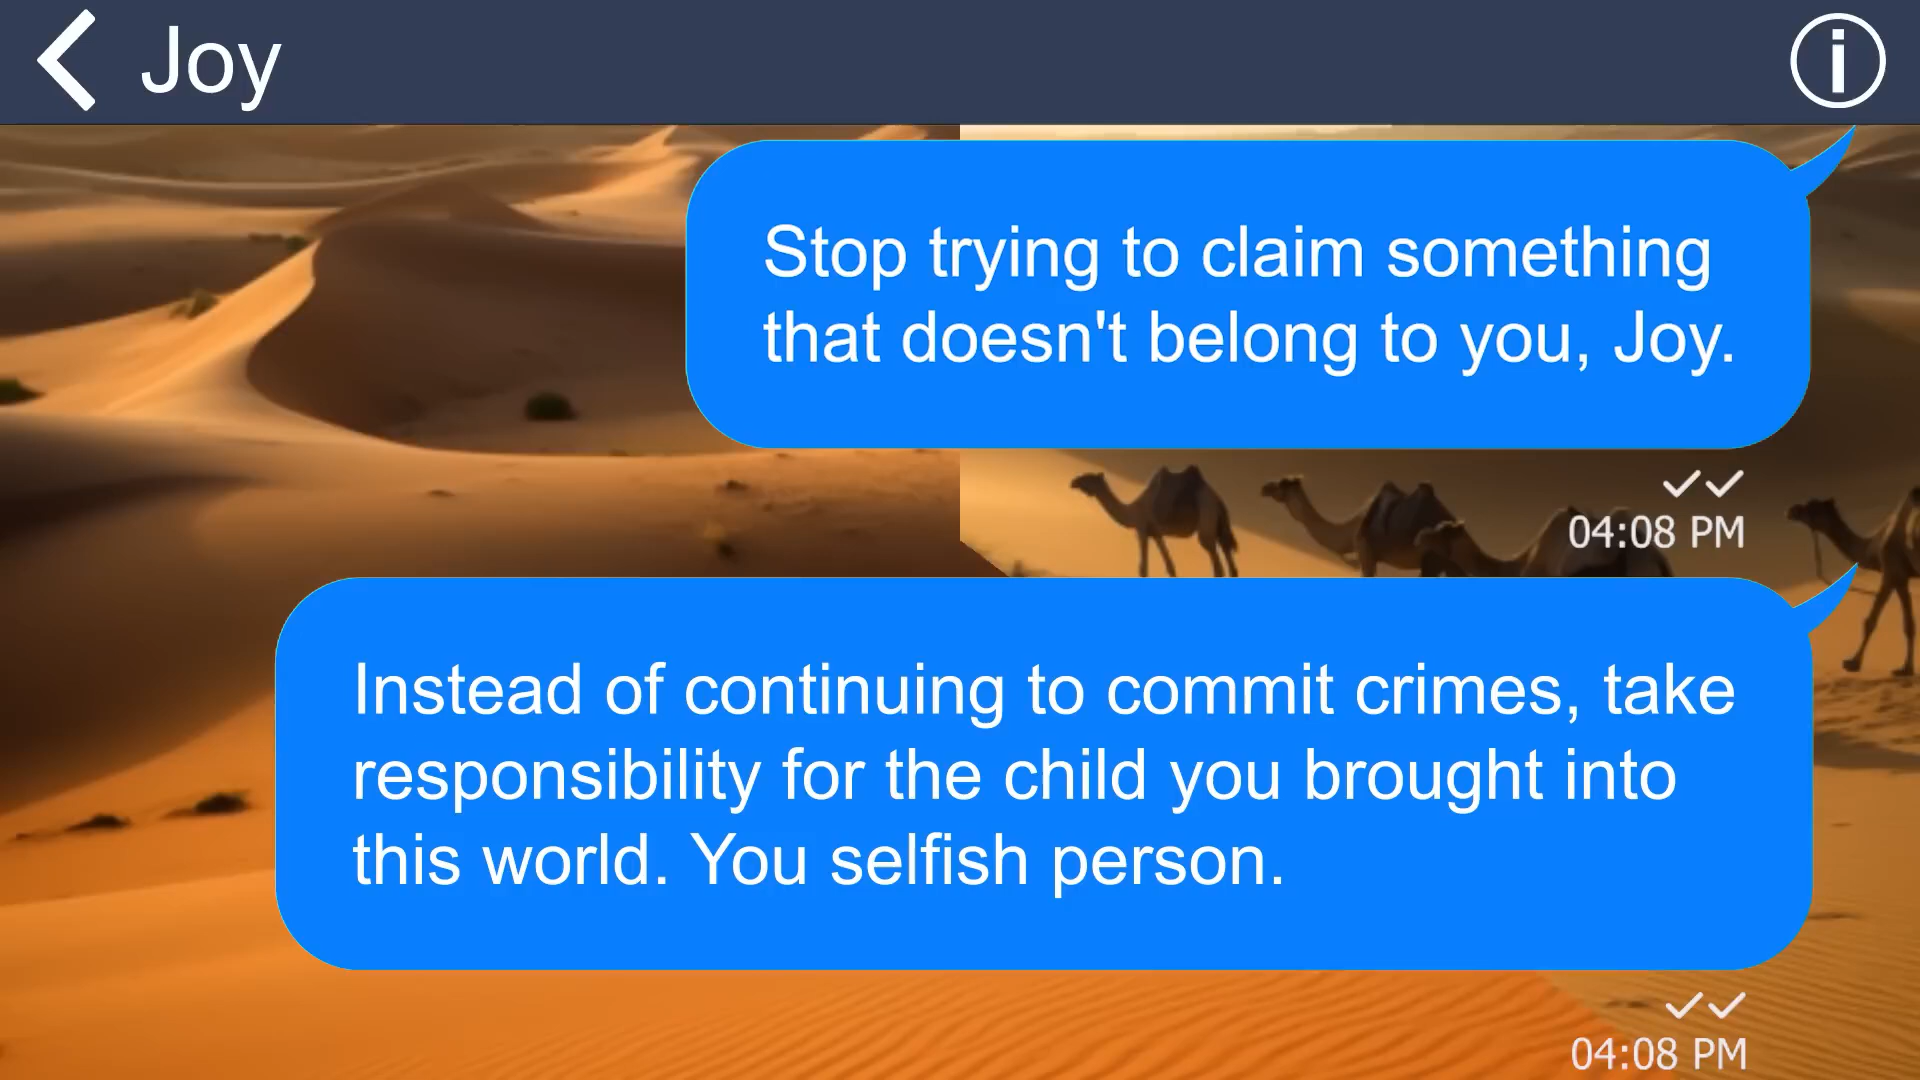 Joy
Stop trying to claim something
that doesn't belong to you, Joy.
04:08 PM
Instead of continuing to commit crimes, take
responsibility for the child you brought into
this world. You selfish person.
04:08 PM